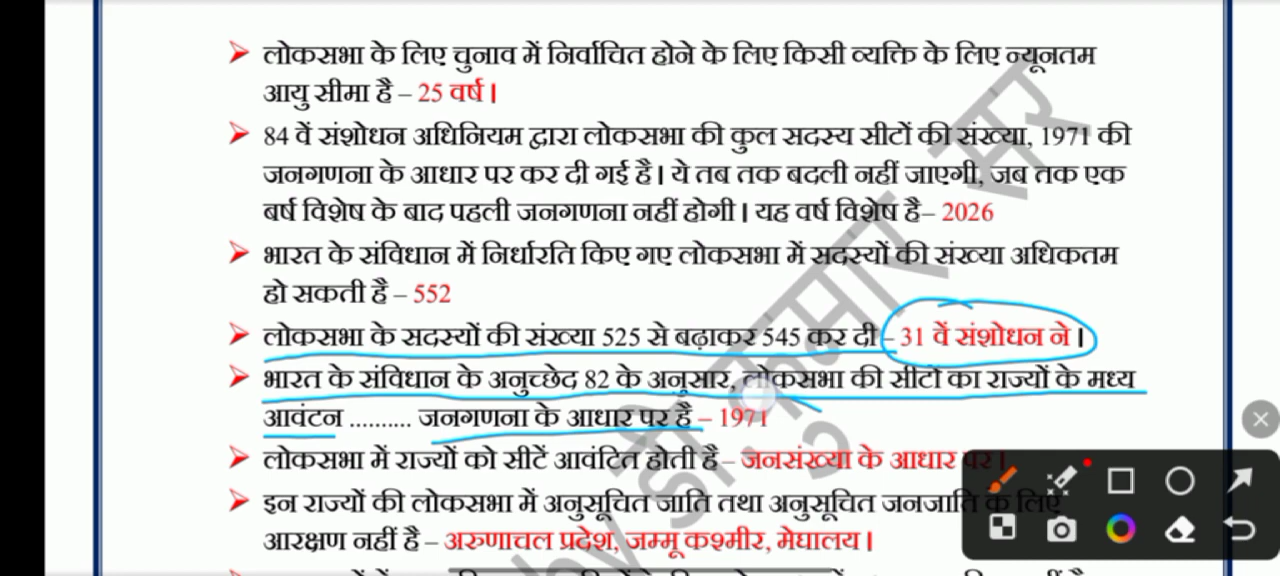 ➢ लोकसभा के लिए चुनाव में निर्वाचित होने के लिए किसी व्यक्ति के लिए न्यूनतम
आयु सीमा है – 25 वर्ष।
➢ 84 वें संशोधन अधिनियम द्वारा लोकसभा की कुल सदस्य सीटों की संख्या, 1971 की
जनगणना के आधार पर कर दी गई है। ये तब तक बदली नहीं जाएगी, जब तक एक
बर्ष विशेष के बाद पहली जनगणना नहीं होगी। यह वर्ष विशेष है– 2026
➢ भारत के संविधान में निर्धारति किए गए लोकसभा में सदस्यों की संख्या अधिकतम
हो सकती है – 552
➢ लोकसभा के सदस्यों की संख्या 525 से बढ़ाकर 545 कर दी – 31 वें संशोधन ने।
➢ भारत के संविधान के अनुच्छेद 82 के अनुसार, लोकसभा की सीटों का राज्यों के मध्य
आवंटन .......... जनगणना के आधार पर है – 1971
➢ लोकसभा में राज्यों को सीटें आवंटित होती है – जनसंख्या के आधार पर।
➢ इन राज्यों की लोकसभा में अनुसूचित जाति तथा अनुसूचित जनजाति के लिए
आरक्षण नहीं है – अरुणाचल प्रदेश, जम्मू कश्मीर, मेघालय।
by डॉ. कुमार सर